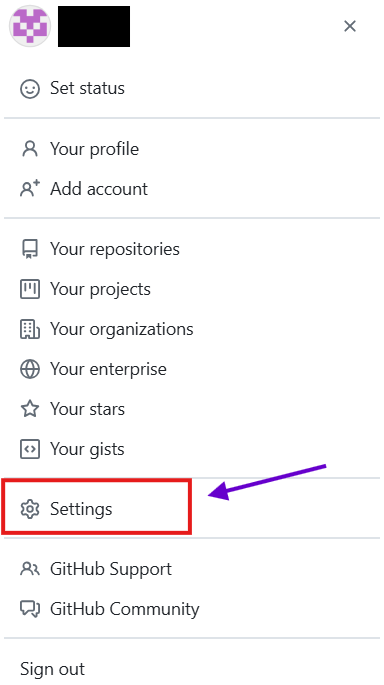 Set status
Your profile
Add account
Your repositories
Your projects
Your organizations
Your enterprise
Your stars
Your gists
Settings
GitHub Support
GitHub Community
Sign out